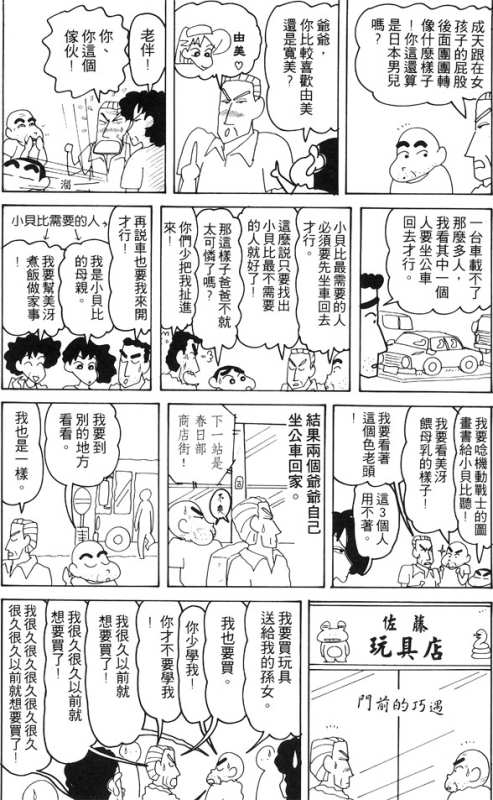 成天跟在女
孩子的屁股
後面團團轉
像什麼樣子
!你這還算
是日本男兒
嗎?
爺爺,
你比較喜歡由美
還是寬美?
由美♡
老伴!
你、
你這個
傢伙!
溜
一台車載不了
那麼多人,
我看其中一個
人要坐公車
回去才行。
小貝比最需要的人
必須要先坐車回去
才行。
這麼說只要找出
小貝比最不需要
的人就好了!
那這樣子爸爸不就
太可憐了嗎?
你們少把我扯進
來!
再說車也要我來開
才行!
小貝比需要的人
我是小貝比
的母親。
我要幫美冴
煮飯做家事
我要唸機動戰士的圖
畫書給小貝比聽!
我要看美冴
餵母乳的樣子!
我要看著
這個色老頭
這3個人
用不著。
結果兩個爺爺自己
坐公車回家。
下一站是
春日部
商店街!
我要到
別的地方
看看。
我也是一樣。
佐藤
玩具店
門前的巧遇
我要買玩具
送給我的孫女。
我也要買。
你少學我!
你才不要學我
!
我很久以前就
想要買了!
我很久很久以前就
想要買了!
我很久很久很久很久
很久很久以前就想要買了!